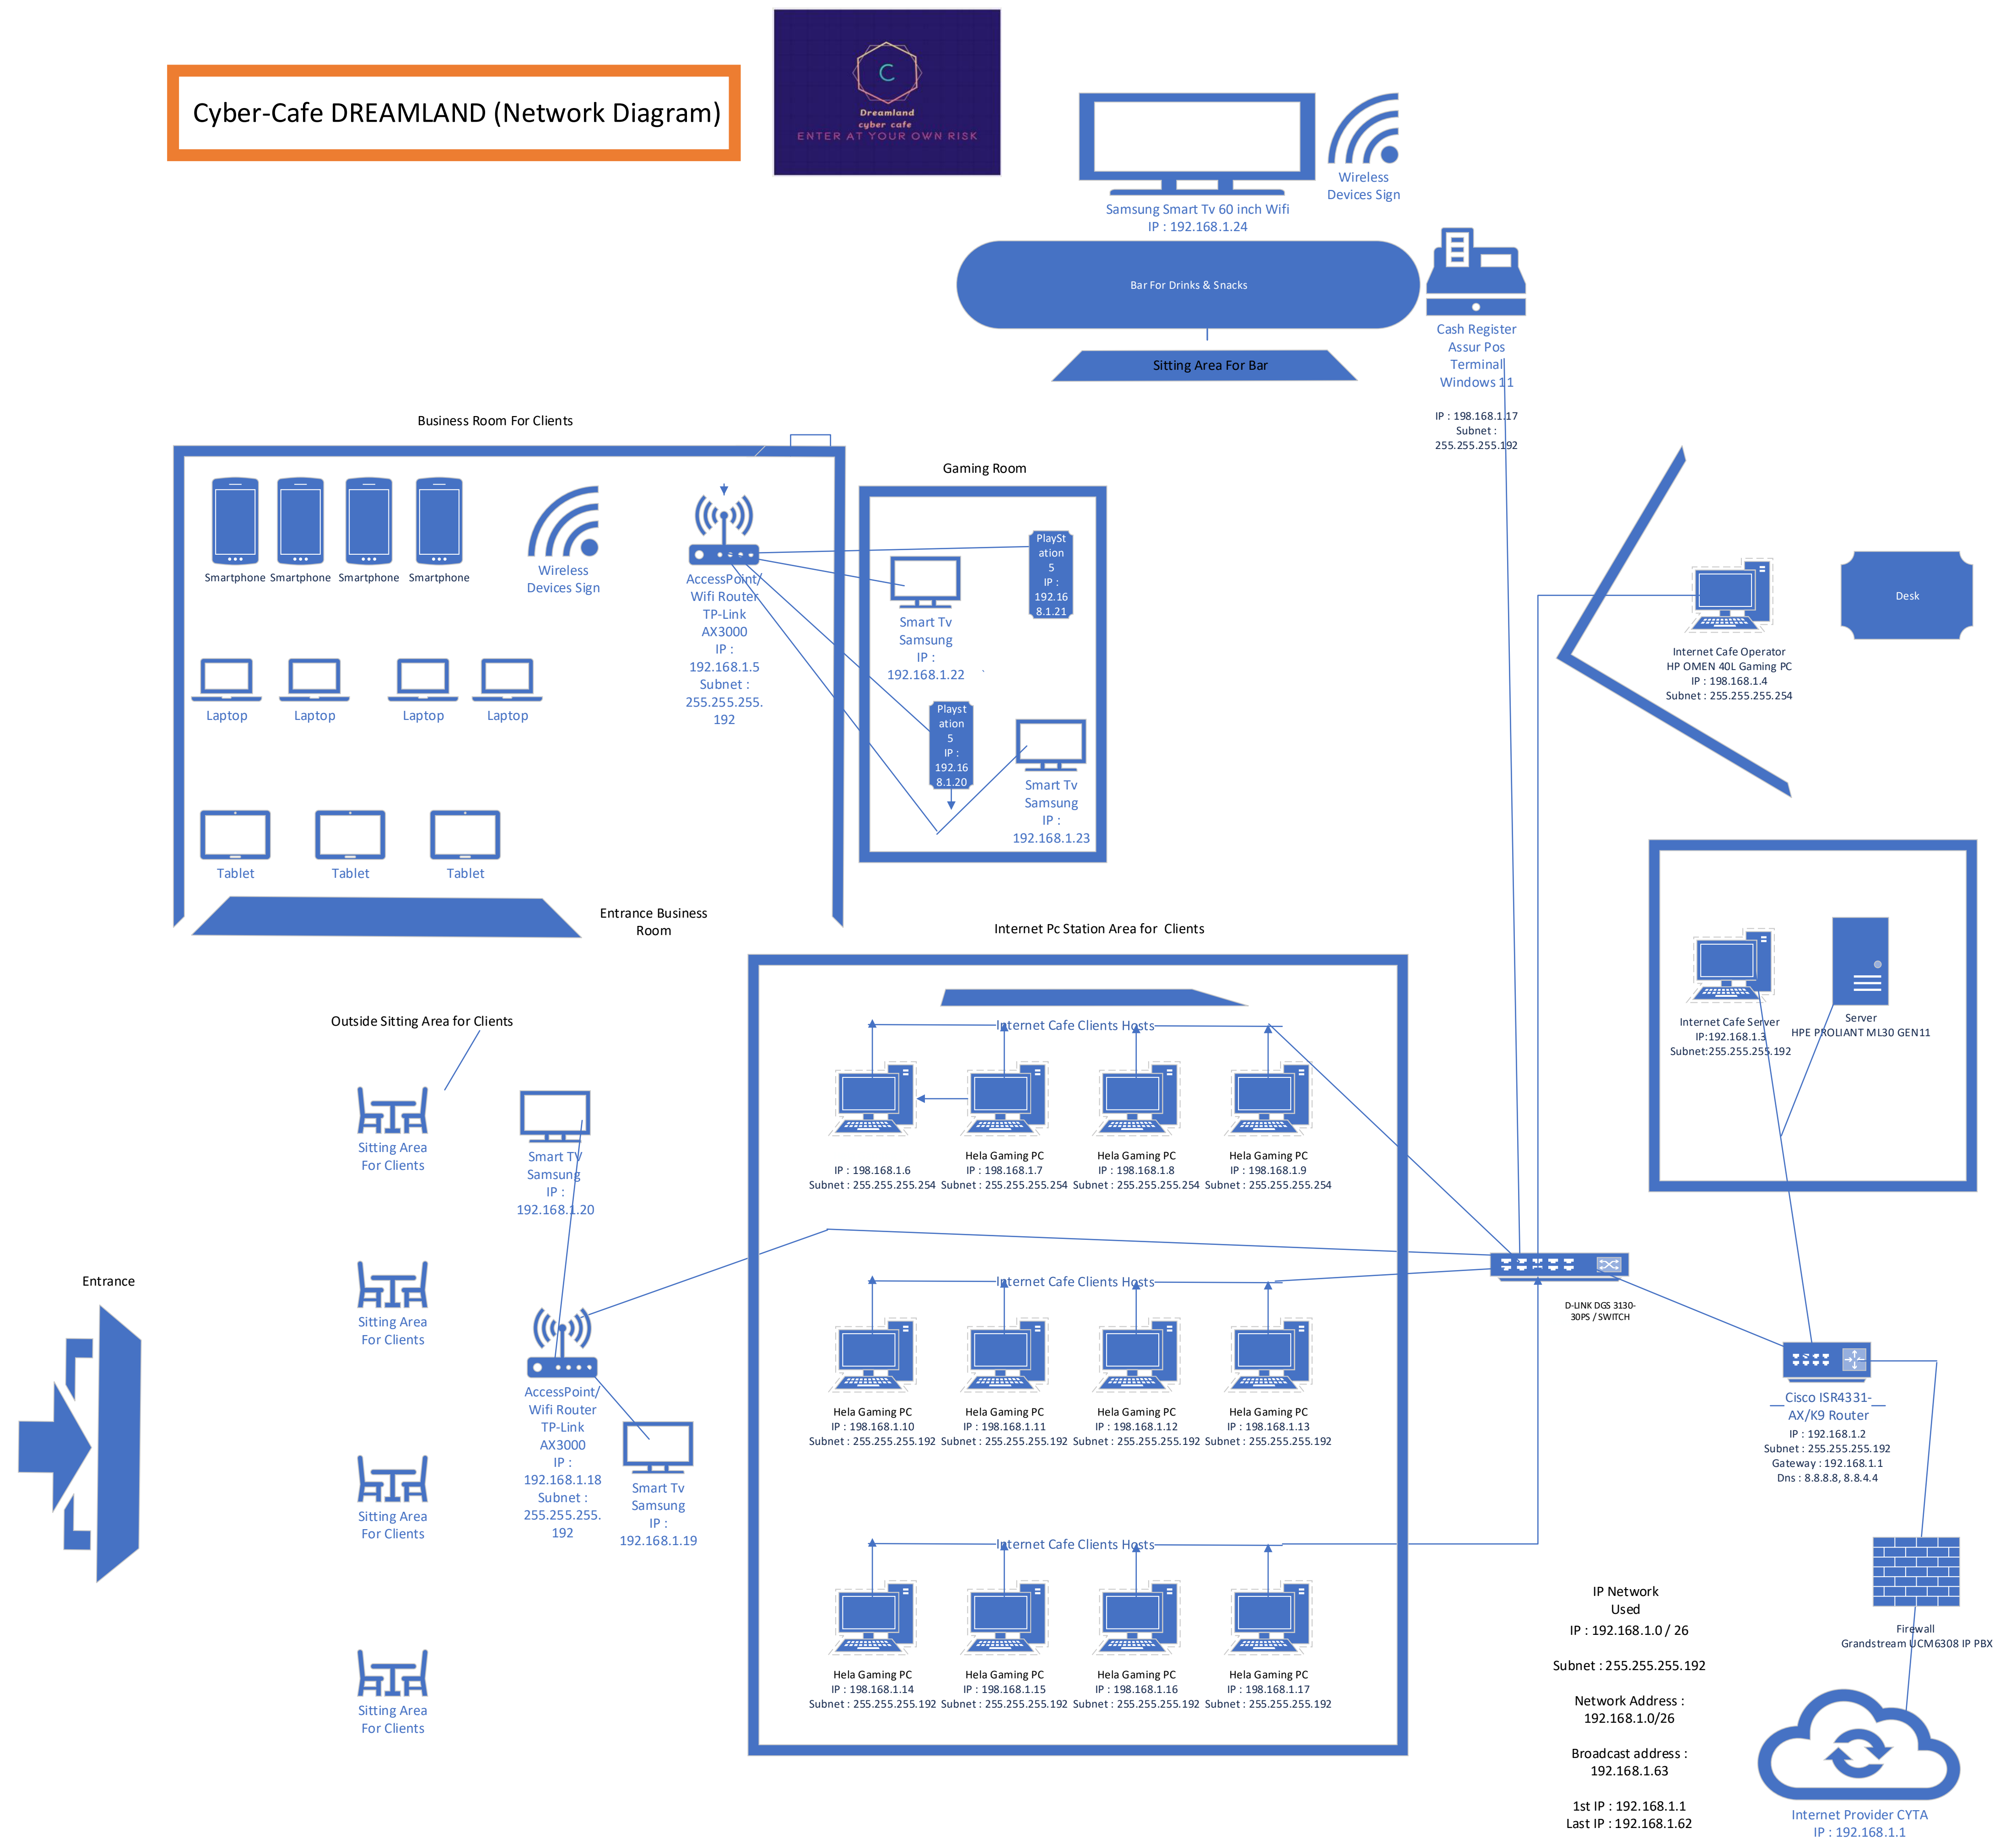 Cyber-Cafe DREAMLAND (Network Diagram)
C
Dreamland
cyber cafe
ENTER AT YOUR OWN RISK
Samsung Smart Tv 60 inch Wifi
IP : 192.168.1.24
Wireless
Devices Sign
Bar For Drinks & Snacks
Sitting Area For Bar
Cash Register
Assur Pos
Terminal
Windows 11
IP : 198.168.1.17
Subnet :
255.255.255.192
Business Room For Clients
Smartphone
Smartphone
Smartphone
Smartphone
Wireless
Devices Sign
AccessPoint/
Wifi Router
TP-Link
AX3000
IP :
192.168.1.5
Subnet :
255.255.255.
192
Laptop
Laptop
Laptop
Laptop
Tablet
Tablet
Tablet
Entrance Business
Room
Gaming Room
PlaySt
ation
5
IP :
192.16
8.1.21
Smart Tv
Samsung
IP :
192.168.1.22
Playst
ation
5
IP :
192.16
8.1.20
Smart Tv
Samsung
IP :
192.168.1.23
Internet Cafe Operator
HP OMEN 40L Gaming PC
IP : 198.168.1.4
Subnet : 255.255.255.254
Desk
Internet Cafe Server
IP:192.168.1.3
Subnet:255.255.255.192
Server
HPE PROLIANT ML30 GEN11
Internet Pc Station Area for  Clients
Internet Cafe Clients Hosts
IP : 198.168.1.6
Subnet : 255.255.255.254
Hela Gaming PC
IP : 198.168.1.7
Subnet : 255.255.255.254
Hela Gaming PC
IP : 198.168.1.8
Subnet : 255.255.255.254
Hela Gaming PC
IP : 198.168.1.9
Subnet : 255.255.255.254
Internet Cafe Clients Hosts
Hela Gaming PC
IP : 198.168.1.10
Subnet : 255.255.255.192
Hela Gaming PC
IP : 198.168.1.11
Subnet : 255.255.255.192
Hela Gaming PC
IP : 198.168.1.12
Subnet : 255.255.255.192
Hela Gaming PC
IP : 198.168.1.13
Subnet : 255.255.255.192
Internet Cafe Clients Hosts
Hela Gaming PC
IP : 198.168.1.14
Subnet : 255.255.255.192
Hela Gaming PC
IP : 198.168.1.15
Subnet : 255.255.255.192
Hela Gaming PC
IP : 198.168.1.16
Subnet : 255.255.255.192
Hela Gaming PC
IP : 198.168.1.17
Subnet : 255.255.255.192
Outside Sitting Area for Clients
Sitting Area
For Clients
Sitting Area
For Clients
Sitting Area
For Clients
Sitting Area
For Clients
Smart TV
Samsung
IP :
192.168.1.20
Entrance
AccessPoint/
Wifi Router
TP-Link
AX3000
IP :
192.168.1.18
Subnet :
255.255.255.
192
Smart Tv
Samsung
IP :
192.168.1.19
D-LINK DGS 3130-
30PS / SWITCH
Cisco ISR4331-
AX/K9 Router
IP : 192.168.1.2
Subnet : 255.255.255.192
Gateway : 192.168.1.1
Dns : 8.8.8.8, 8.8.4.4
Firewall
Grandstream UCM6308 IP PBX
IP Network
Used
IP : 192.168.1.0 / 26
Subnet : 255.255.255.192
Network Address :
192.168.1.0/26
Broadcast address :
192.168.1.63
1st IP : 192.168.1.1
Last IP : 192.168.1.62
Internet Provider CYTA
IP : 192.168.1.1